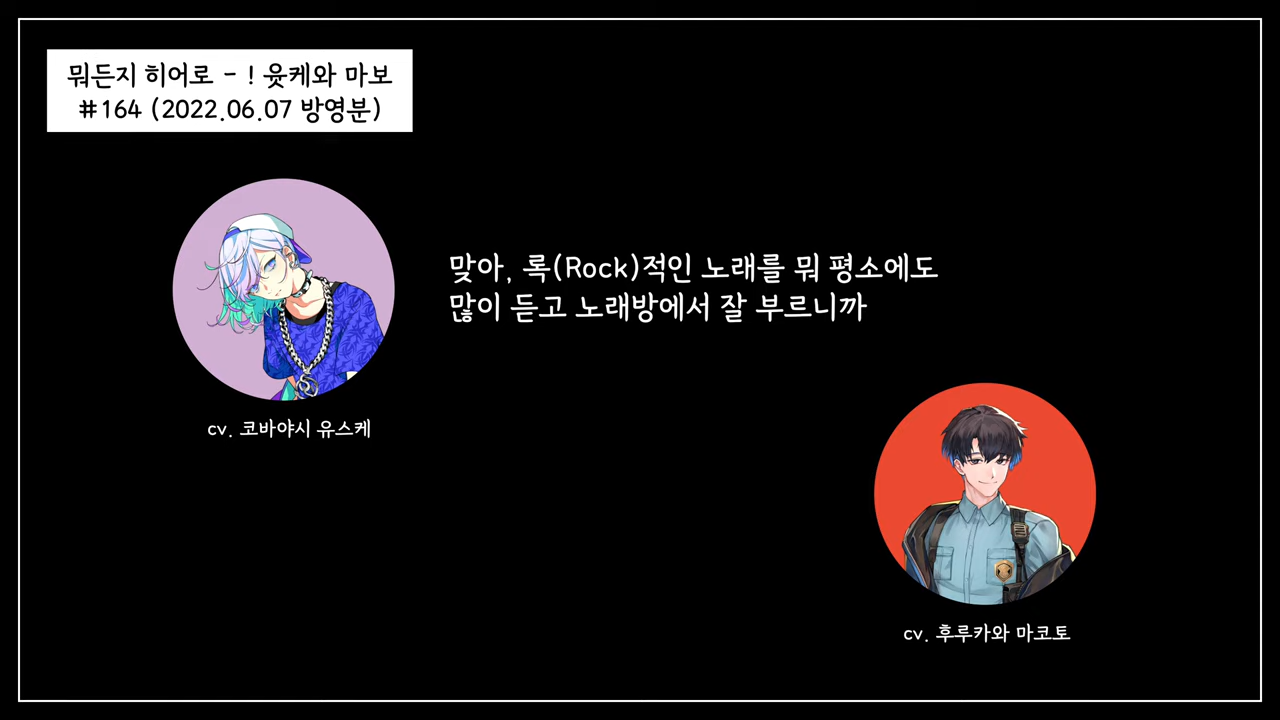 뭐든지 히어로 - ! 윳케와 마보
#164 (2022.06.07 방영분)
맞아, 록(Rock)적인 노래를 뭐 평소에도
많이 듣고 노래방에서 잘 부르니까
cv. 코바야시 유스케
cv. 후루카와 마코토